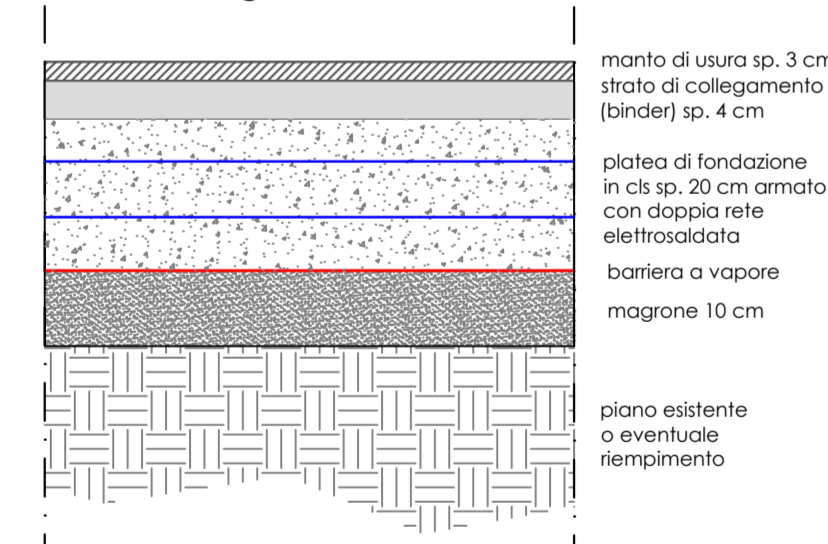 manto di usura sp. 3 cm
strato di collegamento
(binder) sp. 4 cm
platea di fondazione
in cls sp. 20 cm armato
con doppia rete
elettrosaldata
barriera a vapore
magrone 10 cm
piano esistente
o eventuale
riempimento